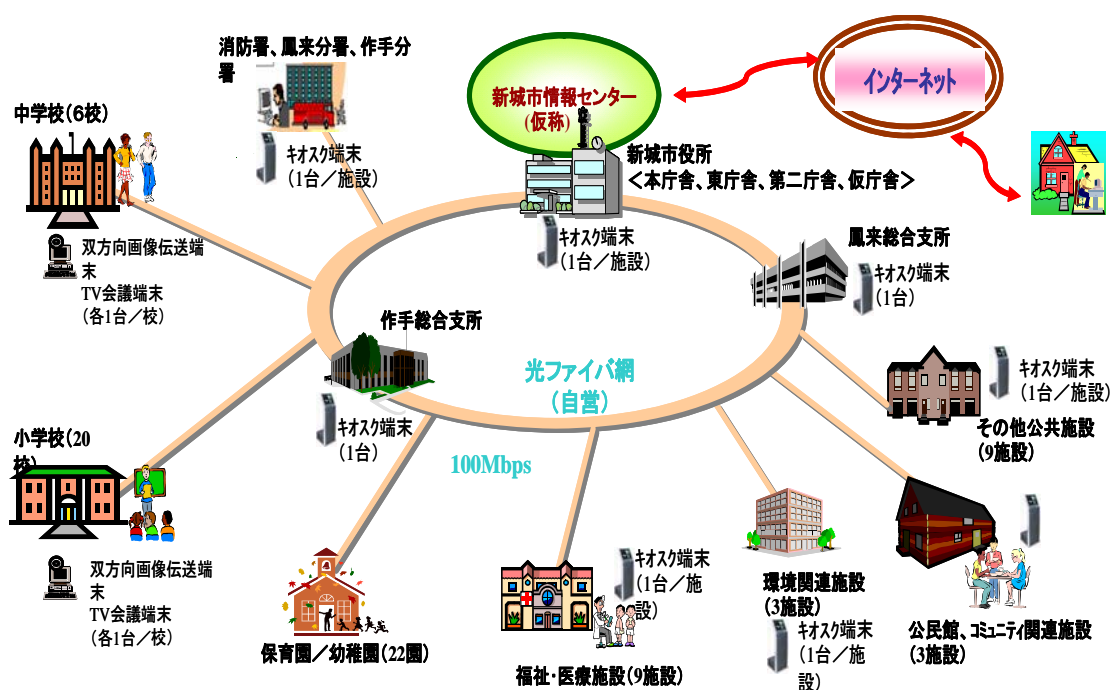 消防署、鳳来分署、作手分
署
キオスク端末
(1台/施設)
新城市情報センター
(仮称)
インターネット
新城市役所
<本庁舎、東庁舎、第二庁舎、仮庁舎>
キオスク端末
(1台/施設)
中学校(6校)
双方向画像伝送端
末
TV会議端末
(各1台/校)
鳳来総合支所
キオスク端末
(1台)
作手総合支所
キオスク端末
(1台)
光ファイバ網
(自営)
100Mbps
キオスク端末
(1台/施設)
その他公共施設
(9施設)
小学校(20
校)
双方向画像伝送端
末
TV会議端末
(各1台/校)
保育園/幼稚園(22園)
キオスク端末
(1台/施
設)
福祉・医療施設(9施設)
環境関連施設
(3施設)
キオスク端末
(1台/施
設)
公民館、コミュニティ関連施設
(3施設)